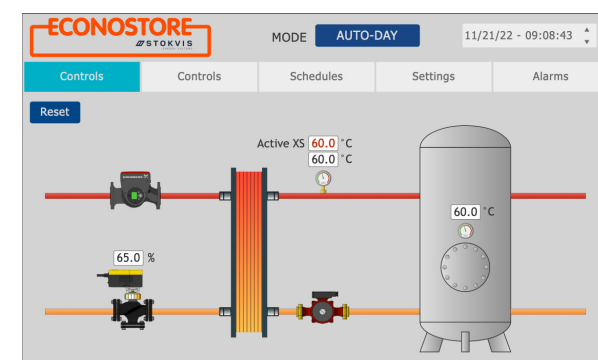 ECONOSTORE
STOKVIS
MODE AUTO-DAY 11/21/22 - 09:08:43
Controls Controls Schedules Settings Alarms
Reset
Active XS 60.0 °C
60.0 °C
60.0 °C
65.0 %